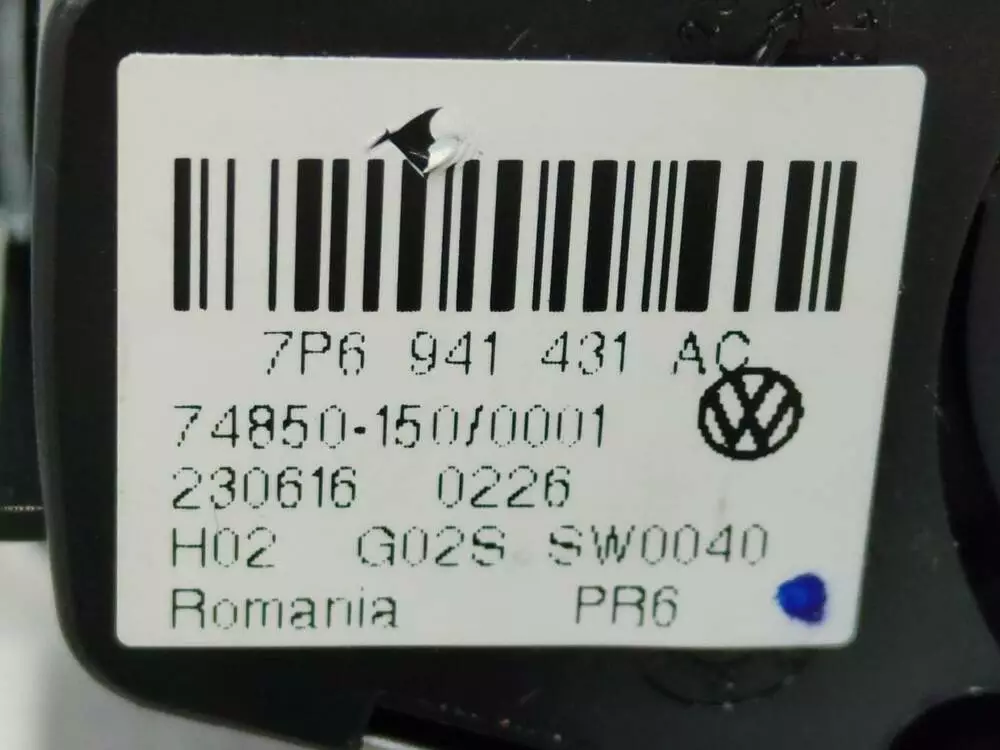 7P6 941 431 AC
74850-150/0001
230616 0226
H02 G02S SW0040
Romania PR6